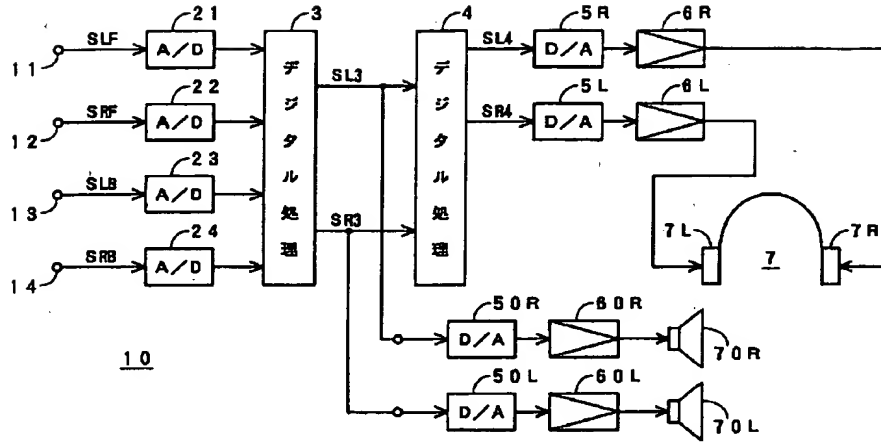 21
3
4
5R
6R
11
SLF
A/D
デジタル処理
SL3
デジタル処理
SL4
D/A
22
5L
6L
12
SRF
A/D
SR4
D/A
23
13
SLB
A/D
SR3
24
7L
7R
14
SRB
A/D
7
50R
60R
D/A
70R
10
50L
60L
D/A
70L